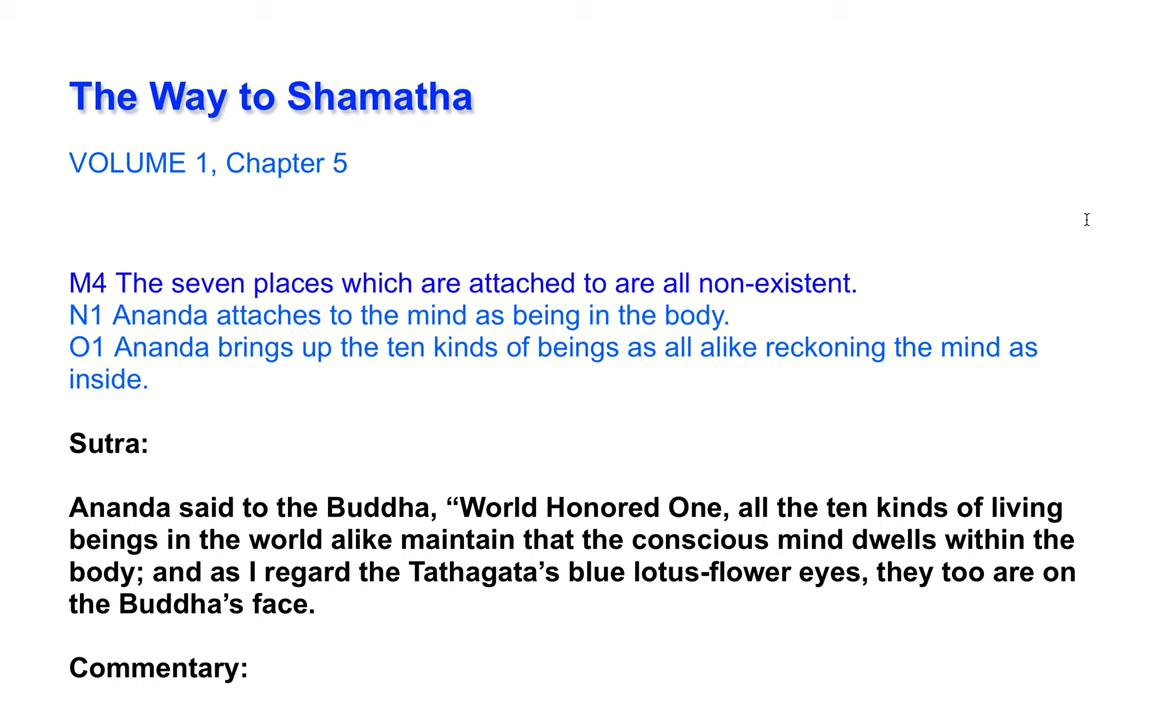 The Way to Shamatha
VOLUME 1, Chapter 5
M4 The seven places which are attached to are all non-existent.
N1 Ananda attaches to the mind as being in the body.
O1 Ananda brings up the ten kinds of beings as all alike reckoning the mind as
inside.
Sutra:
Ananda said to the Buddha, “World Honored One, all the ten kinds of living
beings in the world alike maintain that the conscious mind dwells within the
body; and as I regard the Tathagata’s blue lotus-flower eyes, they too are on
the Buddha’s face.
Commentary: